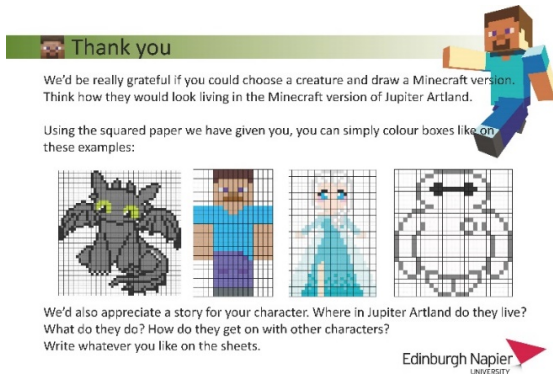 Thank you
We'd be really grateful if you could choose a creature and draw a Minecraft version.
Think how they would look living in the Minecraft version of Jupiter Artland.
Using the squared paper we have given you, you can simply colour boxes like on
these examples:
We'd also appreciate a story for your character. Where in Jupiter Artland do they live?
What do they do? How do they get on with other characters?
Write whatever you like on the sheets.
Edinburgh Napier
UNIVERSITY